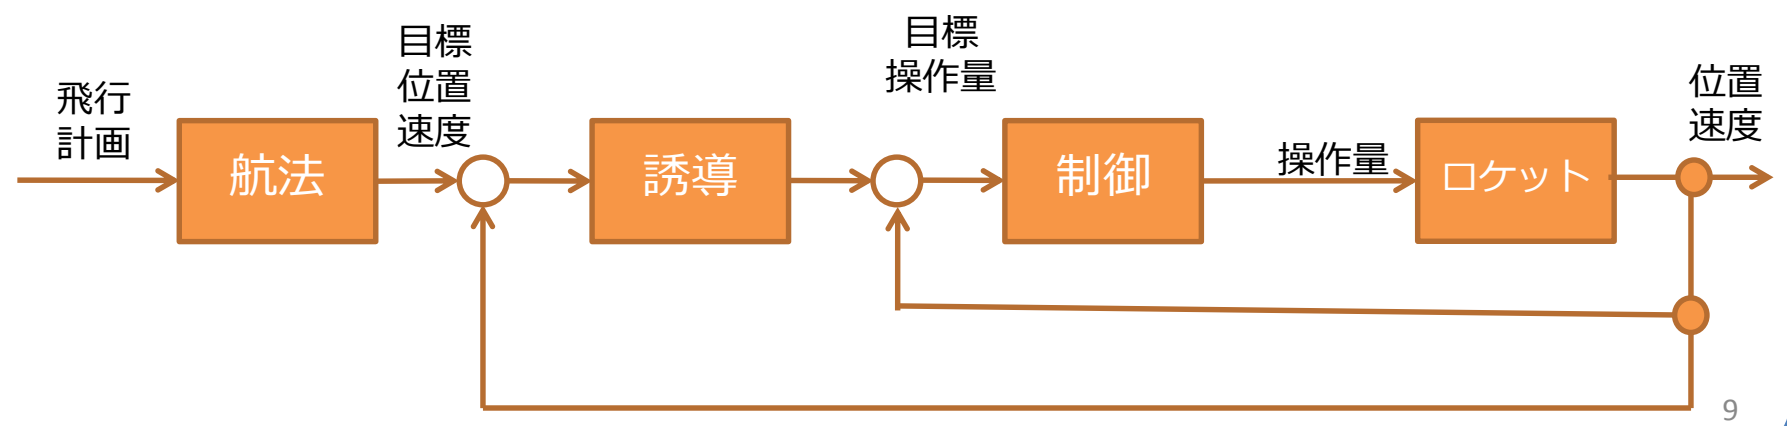 飛行
計画
航法
目標
位置
速度
誘導
目標
操作量
制御
操作量
ロケット
位置
速度
9